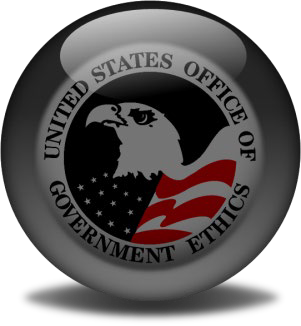 UNITED STATES OFFICE OF
GOVERNMENT ETHICS